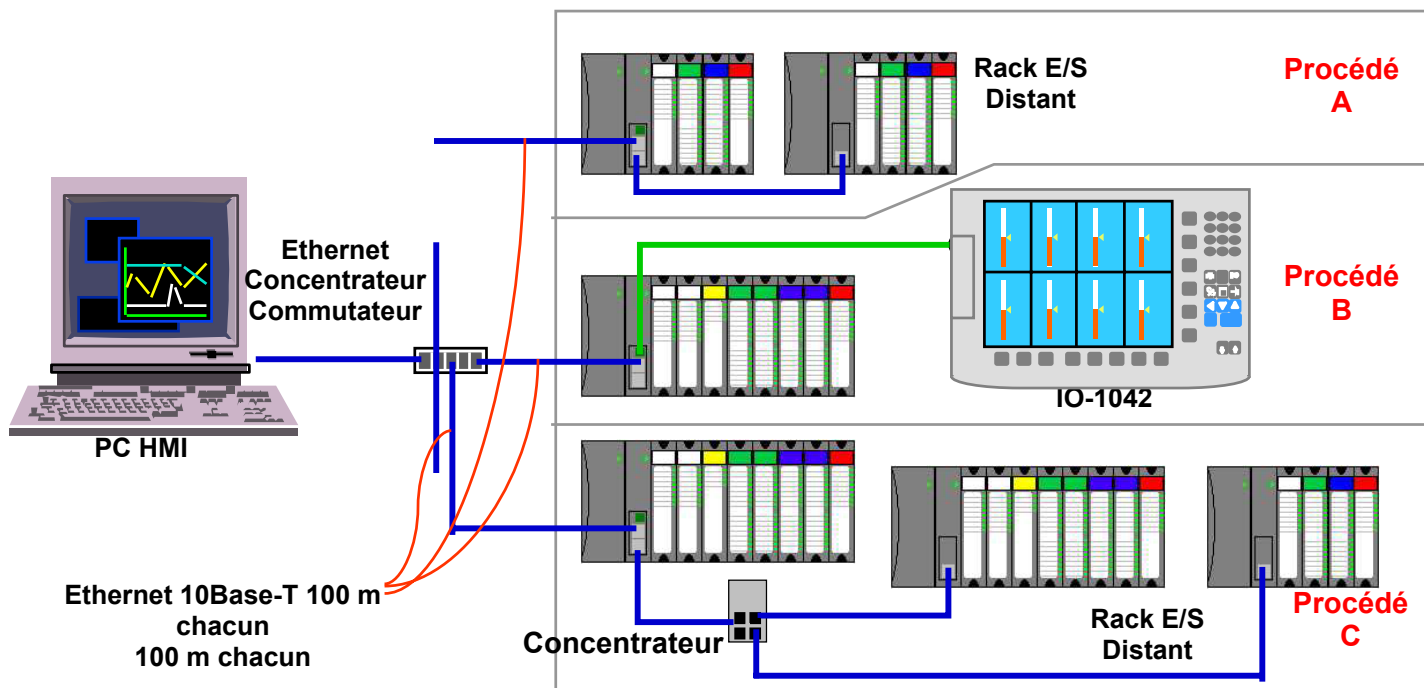 Rack E/S
Distant
Procédé
A
Ethernet
Concentrateur
Commutateur
Procédé
B
IO-1042
PC HMI
Ethernet 10Base-T 100 m
chacun
100 m chacun
Concentrateur
Rack E/S
Distant
Procédé
C